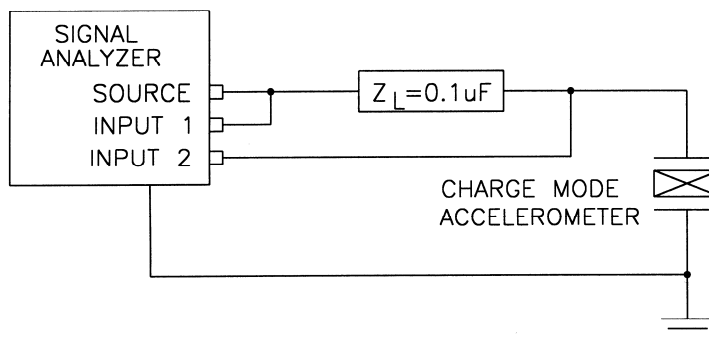 SIGNAL
ANALYZER
SOURCE
INPUT 1
INPUT 2
Z_L=0.1uF
CHARGE MODE
ACCELEROMETER